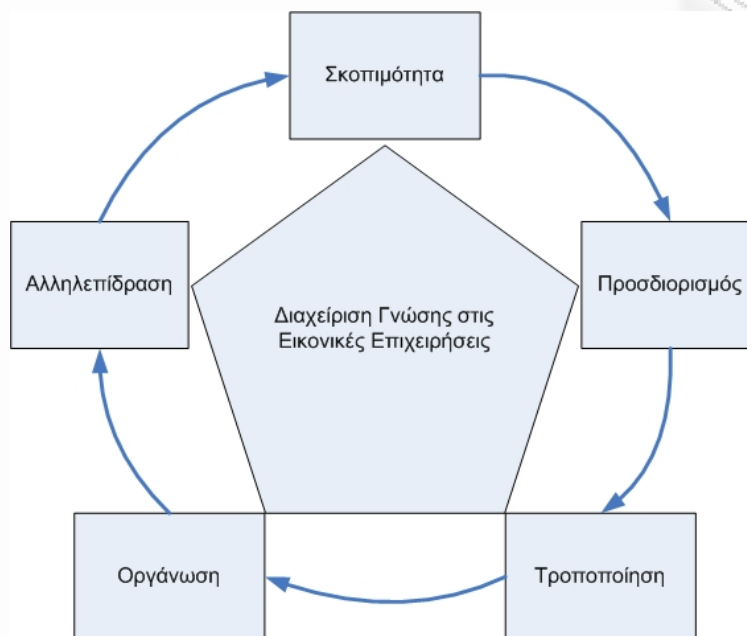 Σκοπιμότητα
Αλληλεπίδραση
Προσδιορισμός
Διαχείριση Γνώσης στις
Εικονικές Επιχειρήσεις
Οργάνωση
Τροποποίηση